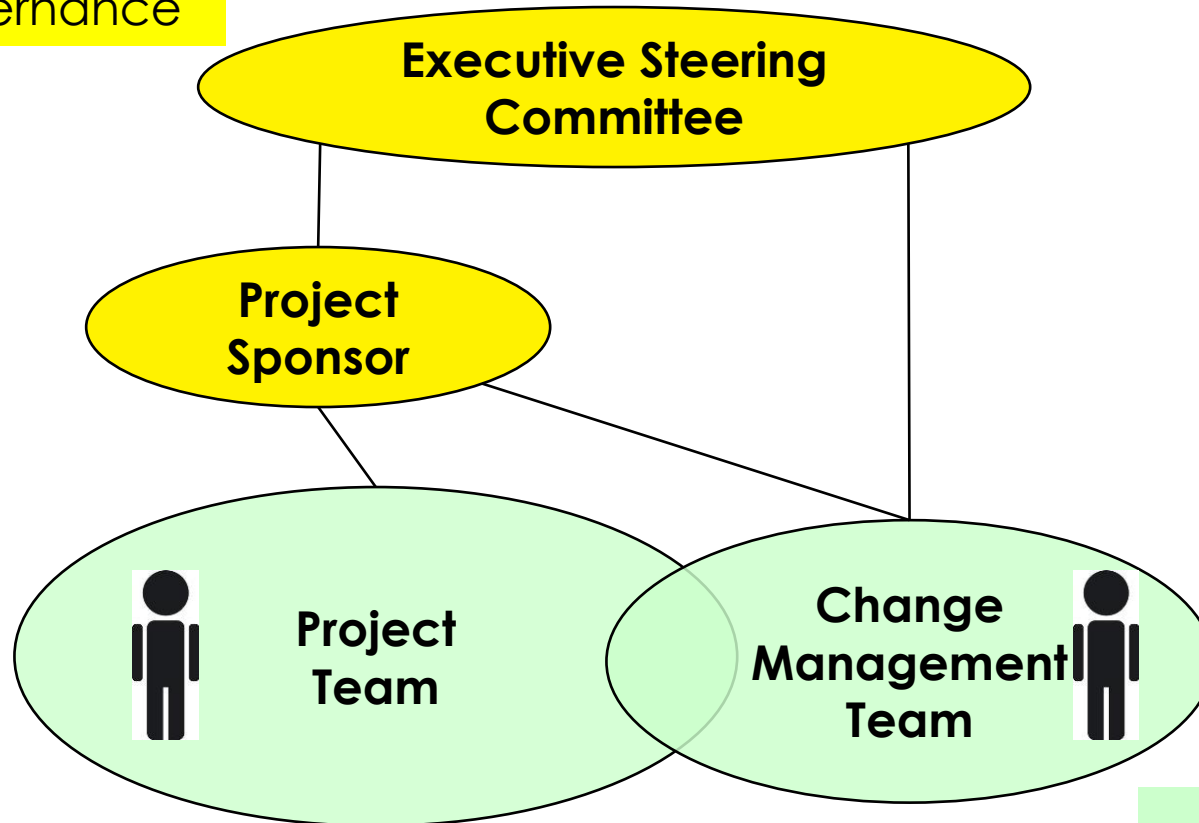 ernance
Executive Steering
Committee
Project
Sponsor
Project
Team
Change
Management
Team